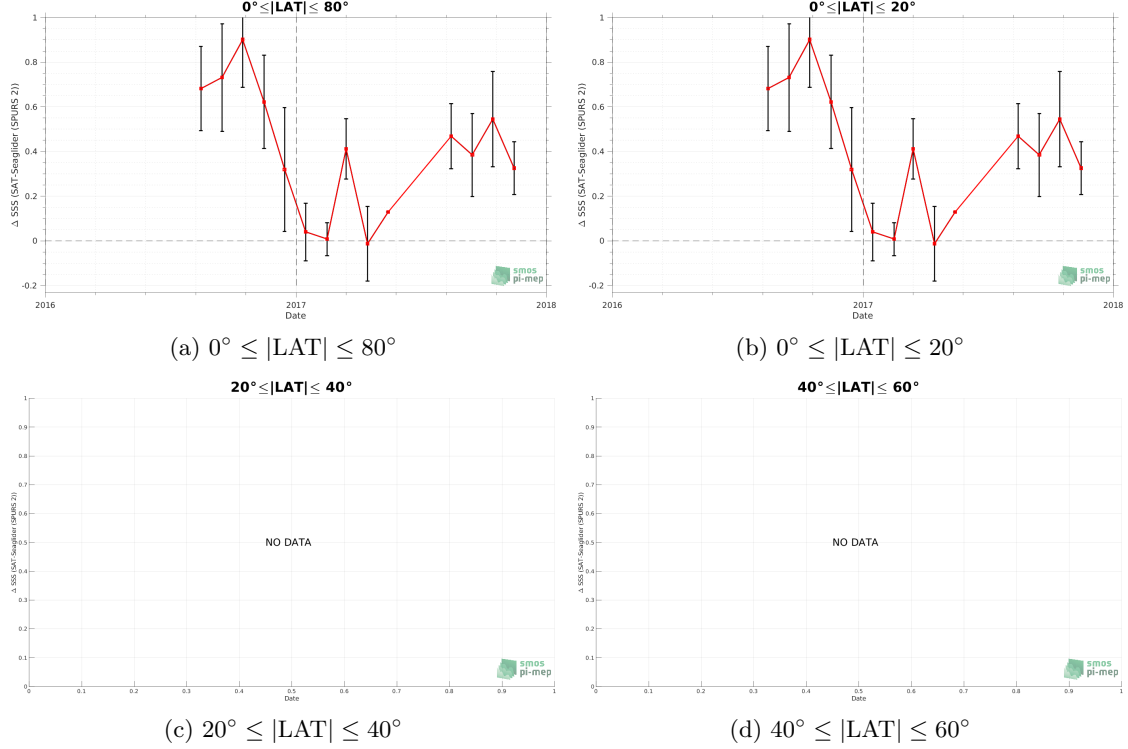 0°≤|LAT|≤ 80°
Δ SSS (SAT-Seaglider (SPURS 2))
1
0.8
0.6
0.4
0.2
0
-0.2
2016
2017
2018
Date
smos
pi-mep
(a) 0° ≤ |LAT| ≤ 80°
0°≤|LAT|≤ 20°
Δ SSS (SAT-Seaglider (SPURS 2))
1
0.8
0.6
0.4
0.2
0
-0.2
2016
2017
2018
Date
smos
pi-mep
(b) 0° ≤ |LAT| ≤ 20°
20°≤|LAT|≤ 40°
Δ SSS (SAT-Seaglider (SPURS 2))
1
0.9
0.8
0.7
0.6
0.5
0.4
0.3
0.2
0.1
0
NO DATA
0 0.1 0.2 0.3 0.4 0.5 0.6 0.7 0.8 0.9 1
Date
smos
pi-mep
(c) 20° ≤ |LAT| ≤ 40°
40°≤|LAT|≤ 60°
Δ SSS (SAT-Seaglider (SPURS 2))
1
0.9
0.8
0.7
0.6
0.5
0.4
0.3
0.2
0.1
0
NO DATA
0 0.1 0.2 0.3 0.4 0.5 0.6 0.7 0.8 0.9 1
Date
smos
pi-mep
(d) 40° ≤ |LAT| ≤ 60°